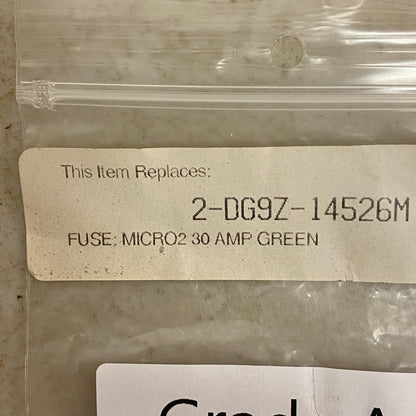 This Item Replaces:
2-DG9Z-14526M
FUSE: MICRO2 30 AMP GREEN